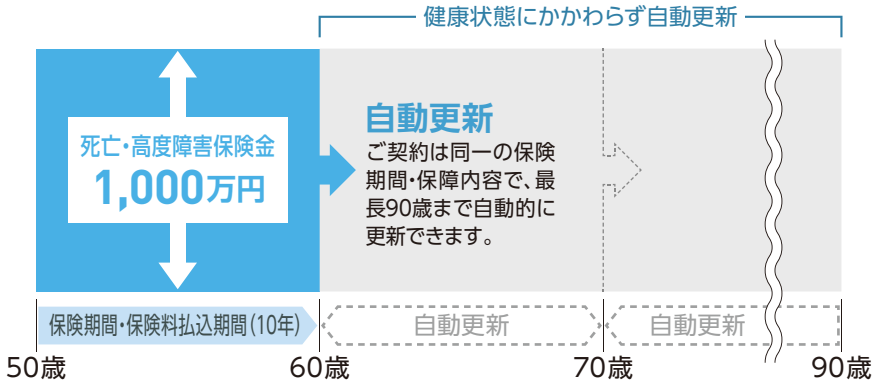 健康状態にかかわらず自動更新
死亡・高度障害保険金
1,000万円
自動更新
ご契約は同一の保険
期間・保障内容で、最
長90歳まで自動的に
更新できます。
保険期間・保険料払込期間(10年)
自動更新
自動更新
50歳
60歳
70歳
90歳